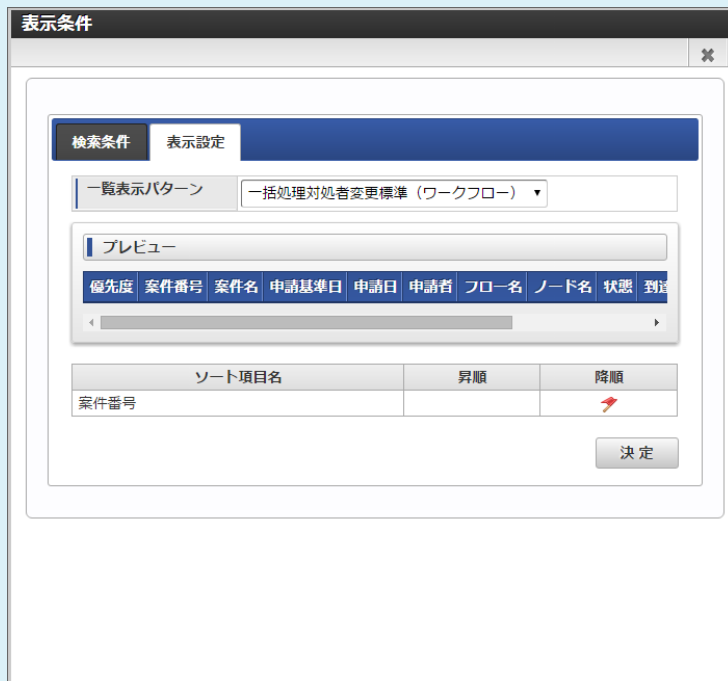 表示条件
検索条件 表示設定
一覧表示パターン 一括処理対処者変更標準（ワークフロー）
プレビュー
優先度 案件番号 案件名 申請基準日 申請日 申請者 フロー名 ノード名 状態 到達
ソート項目名 昇順 降順
案件番号
決定